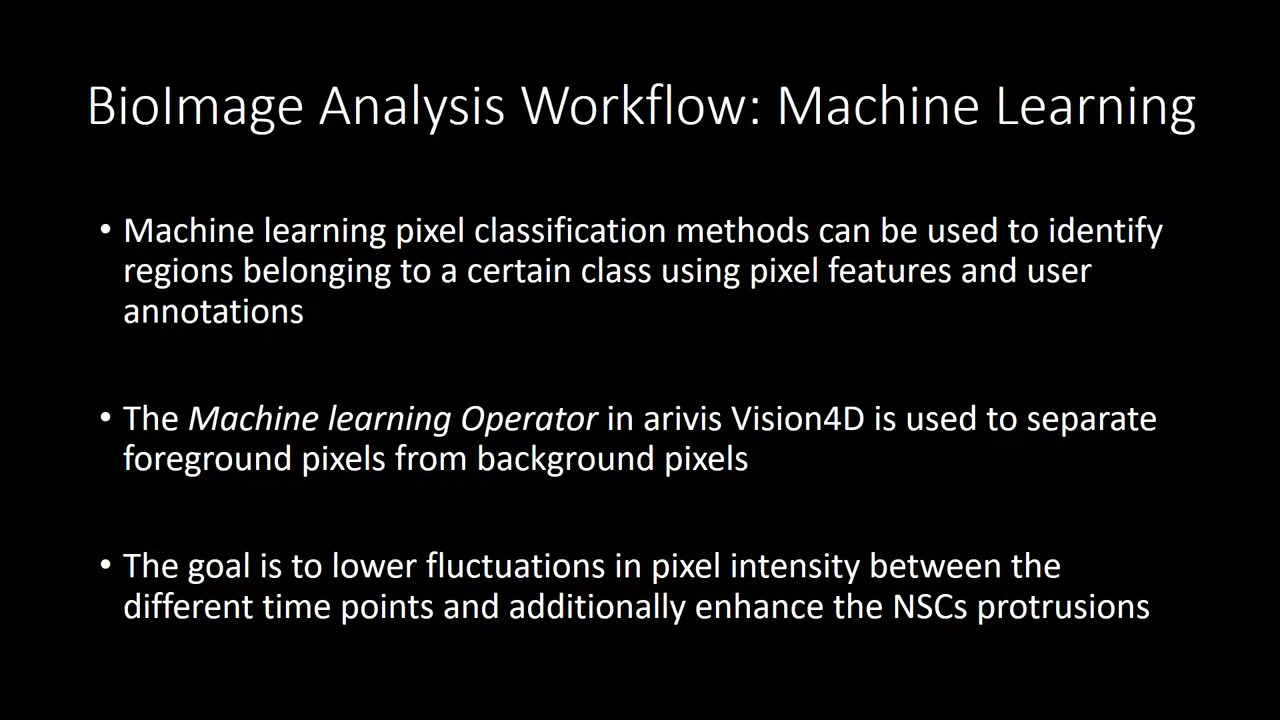 BioImage Analysis Workflow: Machine Learning
• Machine learning pixel classification methods can be used to identify
regions belonging to a certain class using pixel features and user
annotations
• The Machine learning Operator in arivis Vision4D is used to separate
foreground pixels from background pixels
• The goal is to lower fluctuations in pixel intensity between the
different time points and additionally enhance the NSCs protrusions